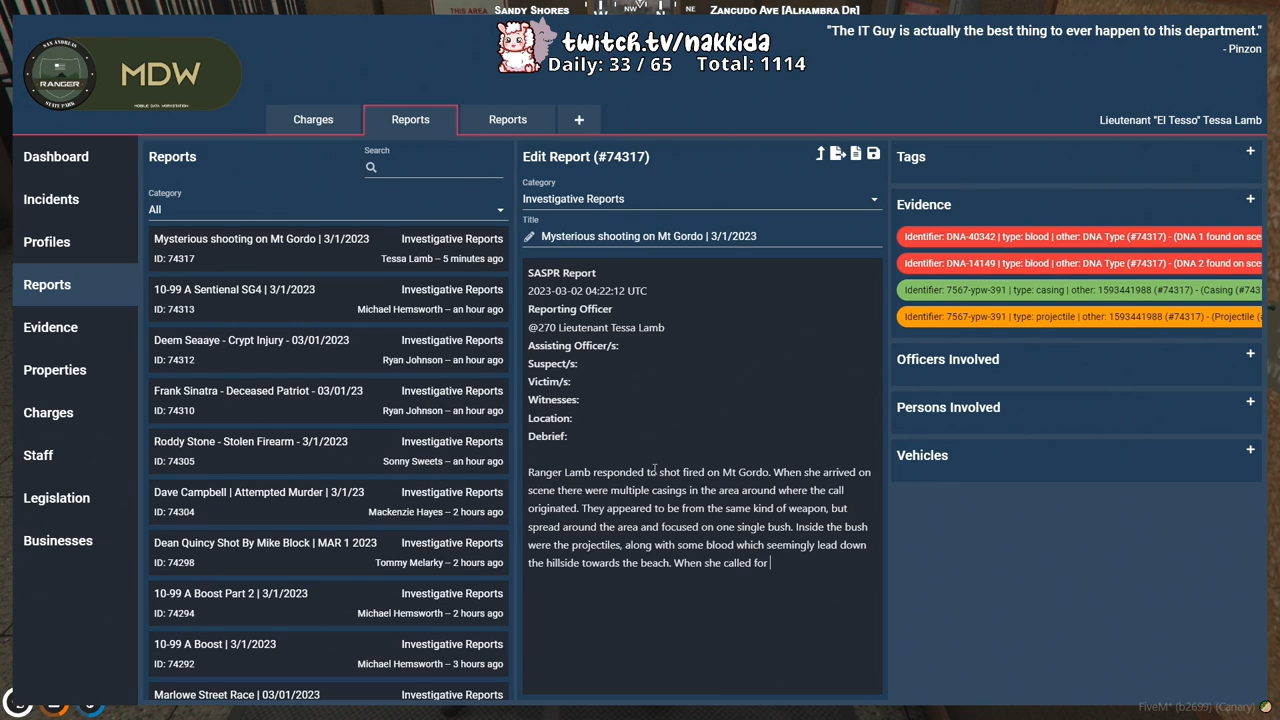 THIS AREA
SANDY SHORES
NW
NE
ZANCUDO AVE [ALHAMBRA DR]
SAN ANDREAS
RANGER
STATE PARK
MDW
MOBILE DATA WORKSTATION
twitch.tv/nakkida
Daily: 33 / 65 Total: 1114
"The IT Guy is actually the best thing to ever happen to this department."
- Pinzon
Charges
Reports
Reports
+
Lieutenant "El Tesso" Tessa Lamb
Dashboard
Incidents
Profiles
Reports
Evidence
Properties
Charges
Staff
Legislation
Businesses
Reports
Search
Category
All
Mysterious shooting on Mt Gordo | 3/1/2023 Investigative Reports
ID: 74317 Tessa Lamb – 5 minutes ago
10-99 A Sentienal SG4 | 3/1/2023 Investigative Reports
ID: 74313 Michael Hemsworth – an hour ago
Deem Seaaye - Crypt Injury - 03/01/2023 Investigative Reports
ID: 74312 Ryan Johnson – an hour ago
Frank Sinatra - Deceased Patriot - 03/01/23 Investigative Reports
ID: 74310 Ryan Johnson – an hour ago
Roddy Stone - Stolen Firearm - 3/1/2023 Investigative Reports
ID: 74305 Sonny Sweets – an hour ago
Dave Campbell | Attempted Murder | 3/1/23 Investigative Reports
ID: 74304 Mackenzie Hayes – 2 hours ago
Dean Quincy Shot By Mike Block | MAR 1 2023 Investigative Reports
ID: 74298 Tommy Melarky – 2 hours ago
10-99 A Boost Part 2 | 3/1/2023 Investigative Reports
ID: 74294 Michael Hemsworth – 2 hours ago
10-99 A Boost | 3/1/2023 Investigative Reports
ID: 74292 Michael Hemsworth – 3 hours ago
Marlowe Street Race | 03/01/2023 Investigative Reports
Edit Report (#74317)
Category
Investigative Reports
Title
Mysterious shooting on Mt Gordo | 3/1/2023
SASPR Report
2023-03-02 04:22:12 UTC
Reporting Officer
@270 Lieutenant Tessa Lamb
Assisting Officer/s:
Suspect/s:
Victim/s:
Witnesses:
Location:
Debrief:
Ranger Lamb responded to shot fired on Mt Gordo. When she arrived on
scene there were multiple casings in the area around where the call
originated. They appeared to be from the same kind of weapon, but
spread around the area and focused on one single bush. Inside the bush
were the projectiles, along with some blood which seemingly lead down
the hillside towards the beach. When she called for
Tags +
Evidence +
Identifier: DNA-40342 | type: blood | other: DNA Type (#74317) - (DNA 1 found on sce
Identifier: DNA-14149 | type: blood | other: DNA Type (#74317) - (DNA 2 found on sce
Identifier: 7567-ypw-391 | type: casing | other: 1593441988 (#74317) - (Casing (#743
Identifier: 7567-ypw-391 | type: projectile | other: 1593441988 (#74317) - (Projectile (#
Officers Involved +
Persons Involved +
Vehicles +
FiveM* (b2699) (Canary)